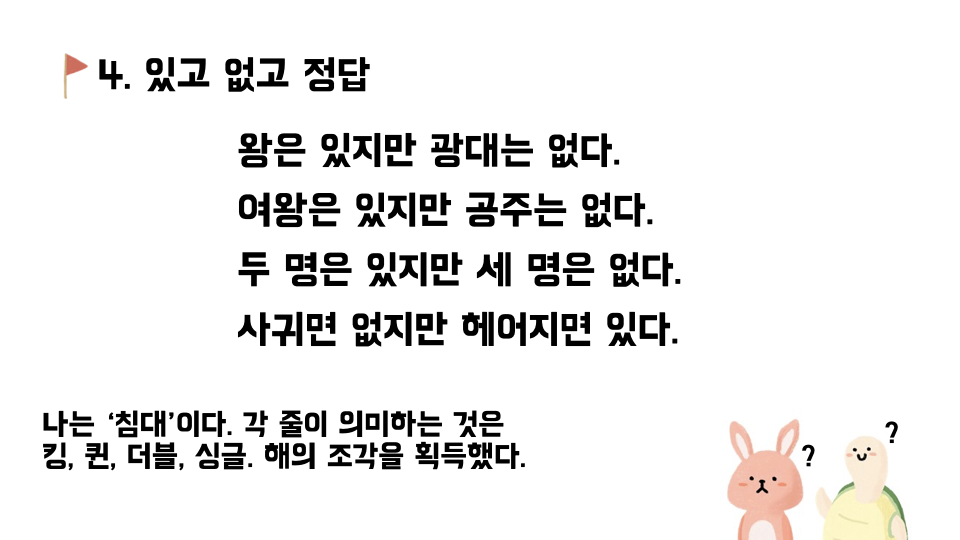 4. 있고 없고 정답
왕은 있지만 광대는 없다.
여왕은 있지만 공주는 없다.
두 명은 있지만 세 명은 없다.
사귀면 없지만 헤어지면 있다.
나는 ‘침대’이다. 각 줄이 의미하는 것은
킹, 퀸, 더블, 싱글. 해의 조각을 획득했다.
?
?